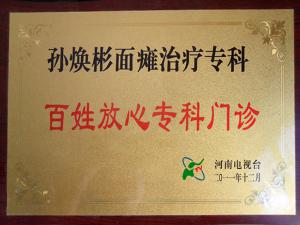 孙焕彬面瘫治疗专科
百姓放心专科门诊
河南电视台
二〇一一年十二月